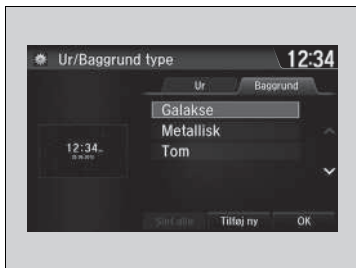 Ur/Baggrund type
12:34
Ur
Baggrund
Galakse
Metallisk
Tom
12:34
Tilføj ny
OK